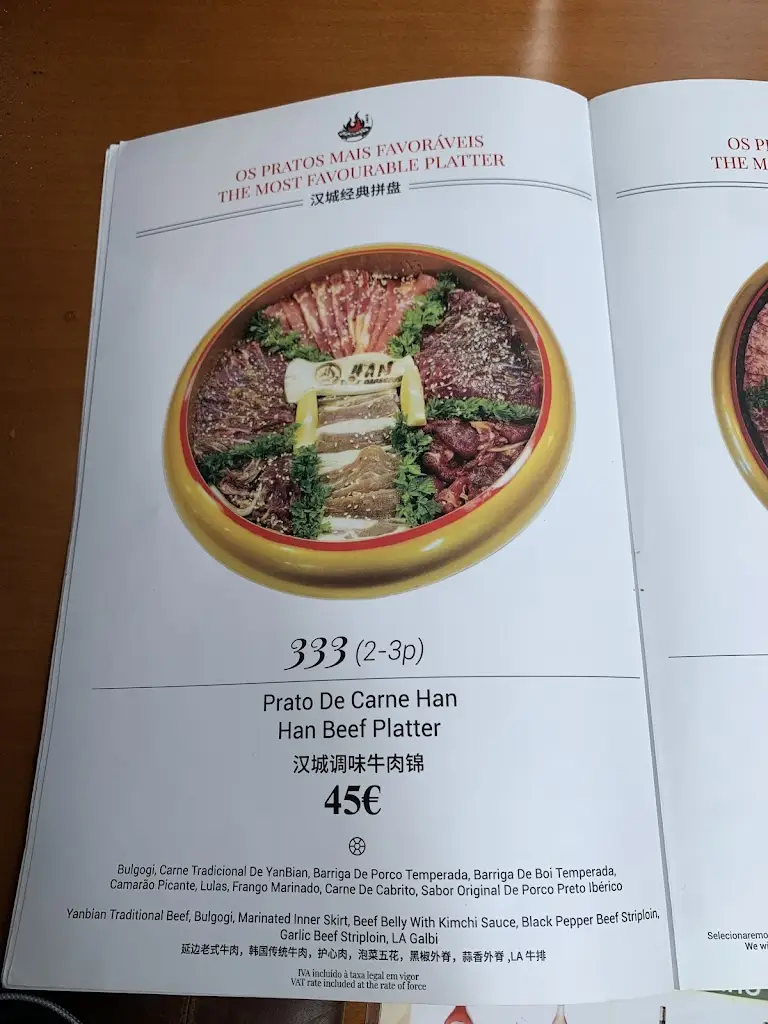 OS PRATOS MAIS FAVORÁVEIS
THE MOST FAVOURABLE PLATTER
汉城经典拼盘
HAN
333 (2-3p)
Prato De Carne Han
Han Beef Platter
汉城调味牛肉锦
45€
Bulgogi, Carne Tradicional De YanBian, Barriga De Porco Temperada, Barriga De Boi Temperada,
Camarão Picante, Lulas, Frango Marinado, Carne De Cabrito, Sabor Original De Porco Preto Ibérico
Yanbian Traditional Beef, Bulgogi, Marinated Inner Skirt, Beef Belly With Kimchi Sauce, Black Pepper Beef Striploin,
Garlic Beef Striploin, LA Galbi
延边老式牛肉，韩国传统牛肉，护心肉，泡菜五花，黑椒外脊，蒜香外脊 ,LA 牛排
IVA incluído à taxa legal em vigor
VAT rate included at the rate of force
OS P
THE M
Selecionaremo
We wi